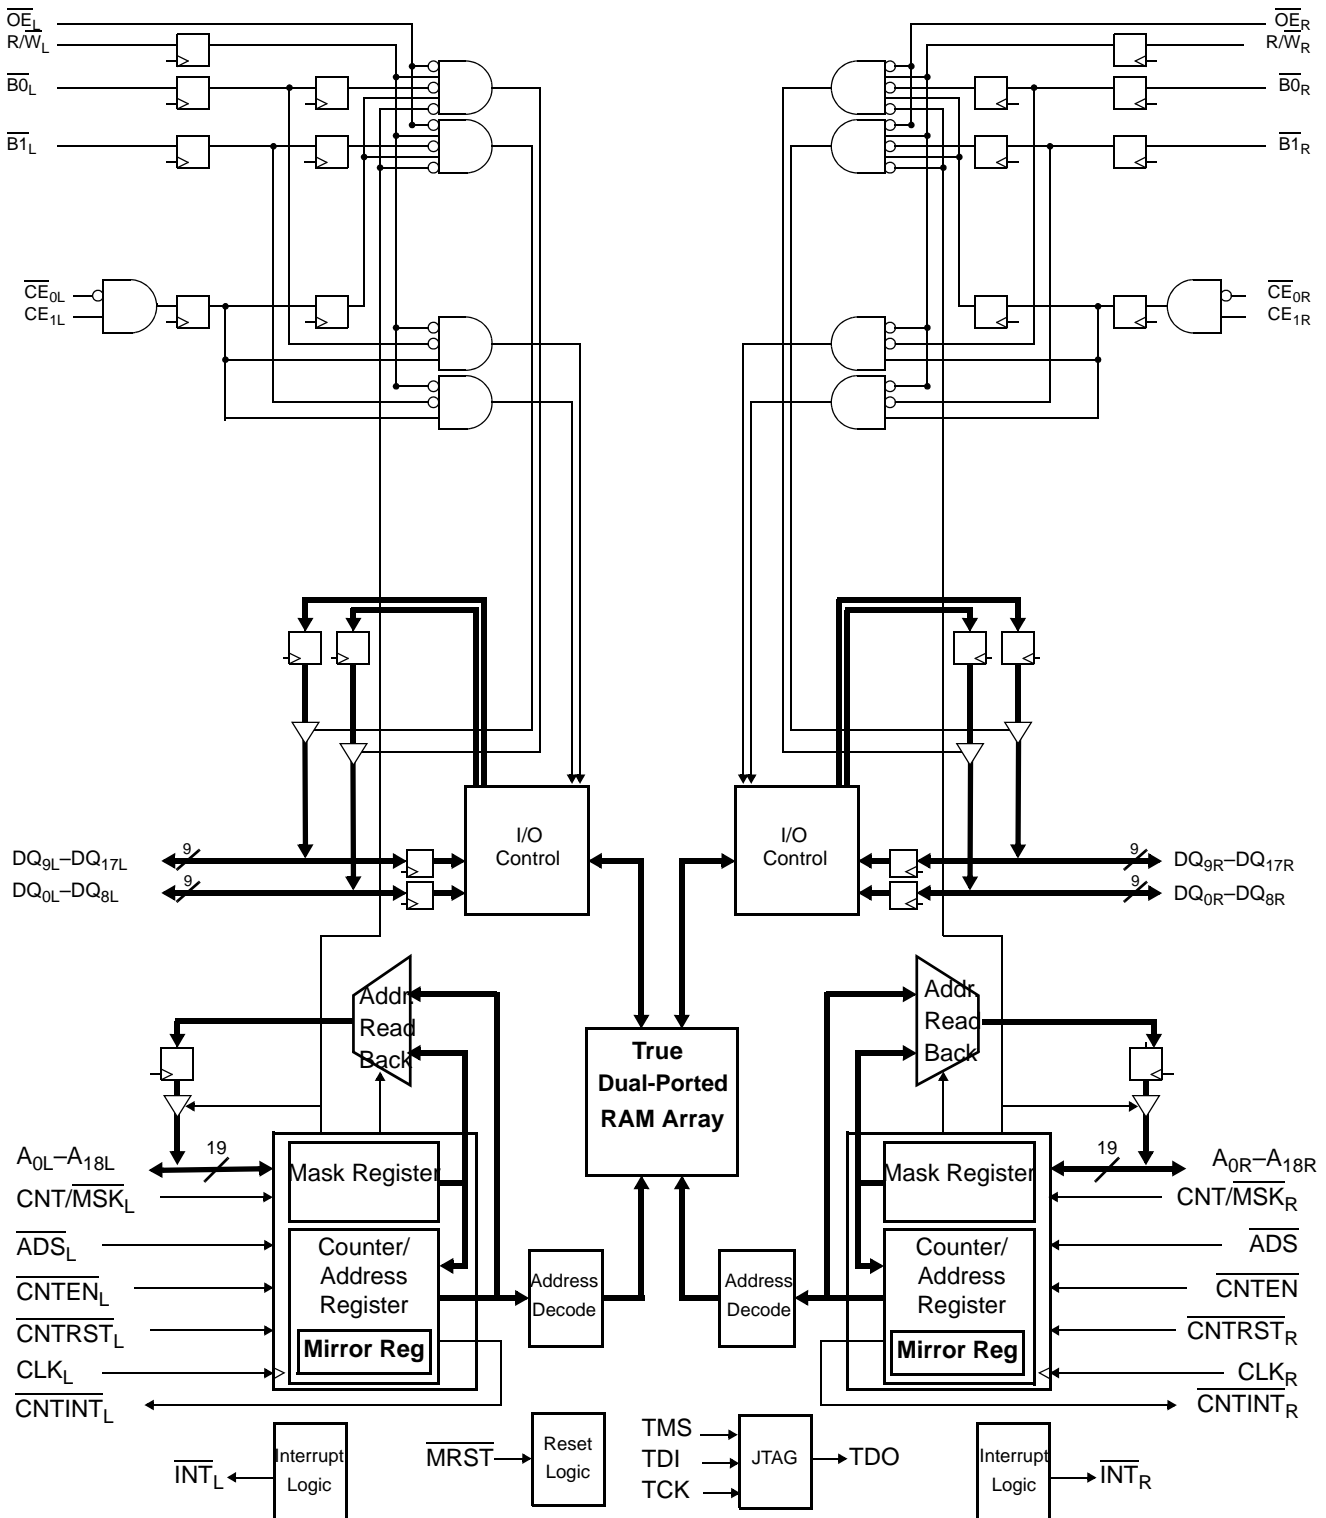 OE_L
R/W_L
B0_L
B1_L
CE_0L
CE_1L
OE_R
R/W_R
B0_R
B1_R
CE_0R
CE_1R
I/O
Control
I/O
Control
9
DQ_9L–DQ_17L
9
DQ_0L–DQ_8L
9
DQ_9R–DQ_17R
9
DQ_0R–DQ_8R
Addr.
Read
Back
True
Dual-Ported
RAM Array
Addr.
Read
Back
A_0L–A_18L
19
CNT/MSK_L
ADS_L
CNTEN_L
CNTRST_L
CLK_L
CNTINT_L
Mask Register
Counter/
Address
Register
Mirror Reg
Address
Decode
Address
Decode
Mask Register
Counter/
Address
Register
Mirror Reg
19
A_0R–A_18R
CNT/MSK_R
ADS
CNTEN
CNTRST_R
CLK_R
CNTINT_R
INT_L
Interrupt
Logic
MRST
Reset
Logic
TMS
TDI
TCK
JTAG
TDO
Interrupt
Logic
INT_R